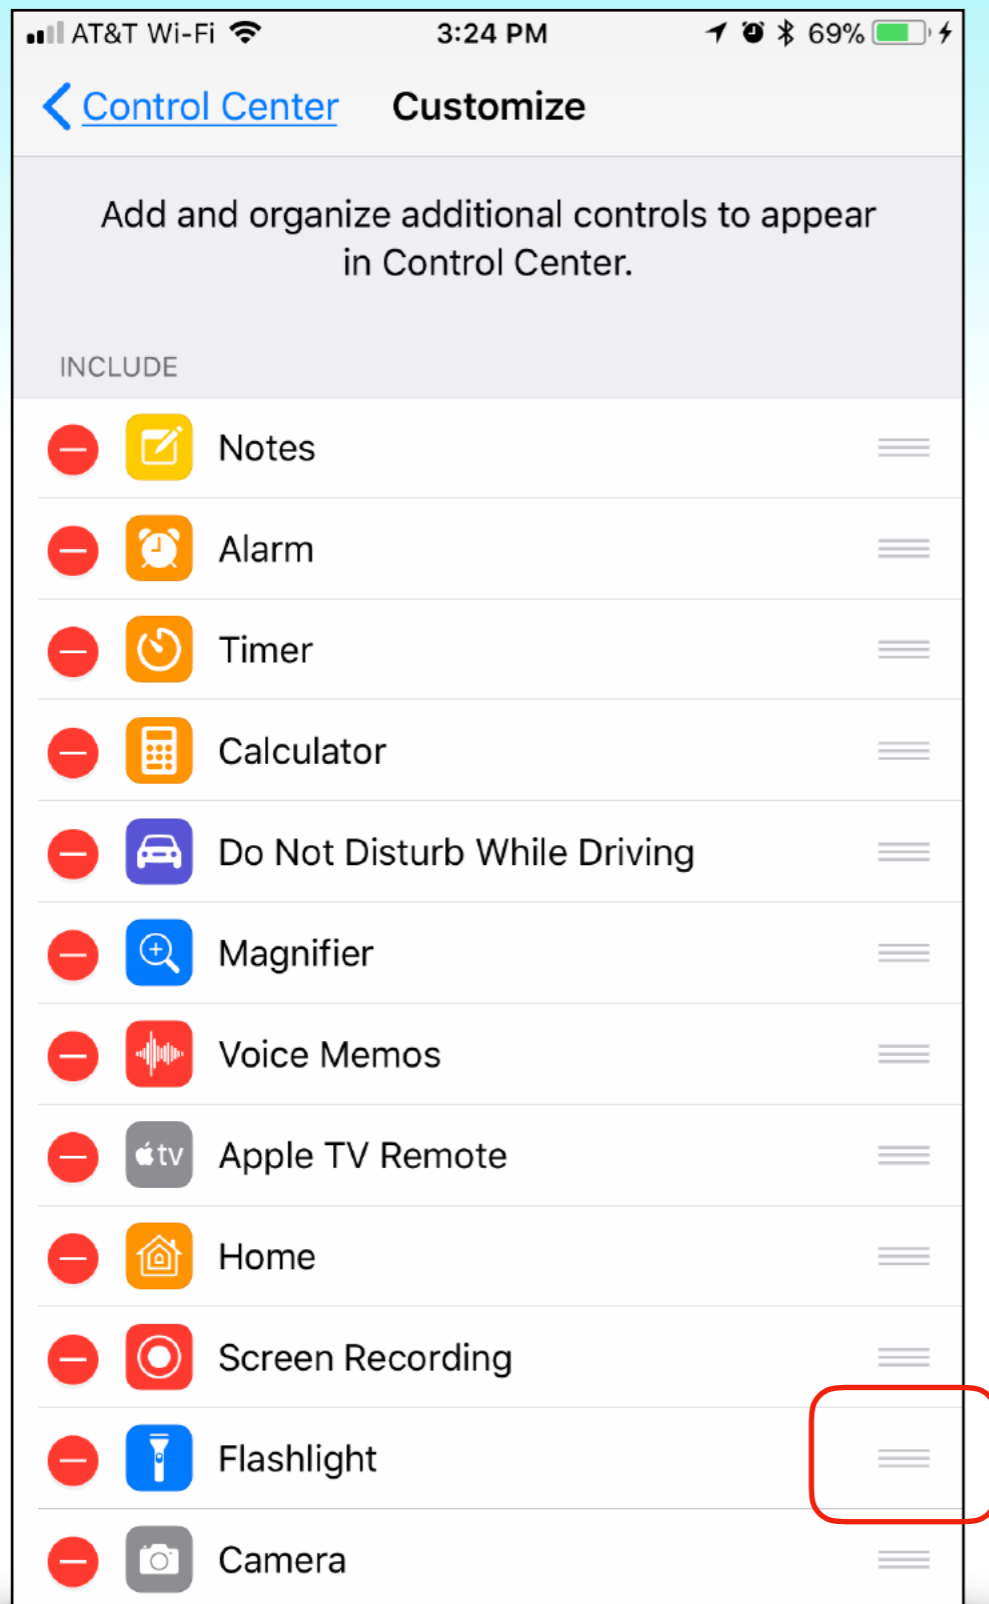 AT&T Wi-Fi 3:24 PM 69%
Control Center Customize
Add and organize additional controls to appear
in Control Center.
INCLUDE
Notes
Alarm
Timer
Calculator
Do Not Disturb While Driving
Magnifier
Voice Memos
tv Apple TV Remote
Home
Screen Recording
Flashlight
Camera